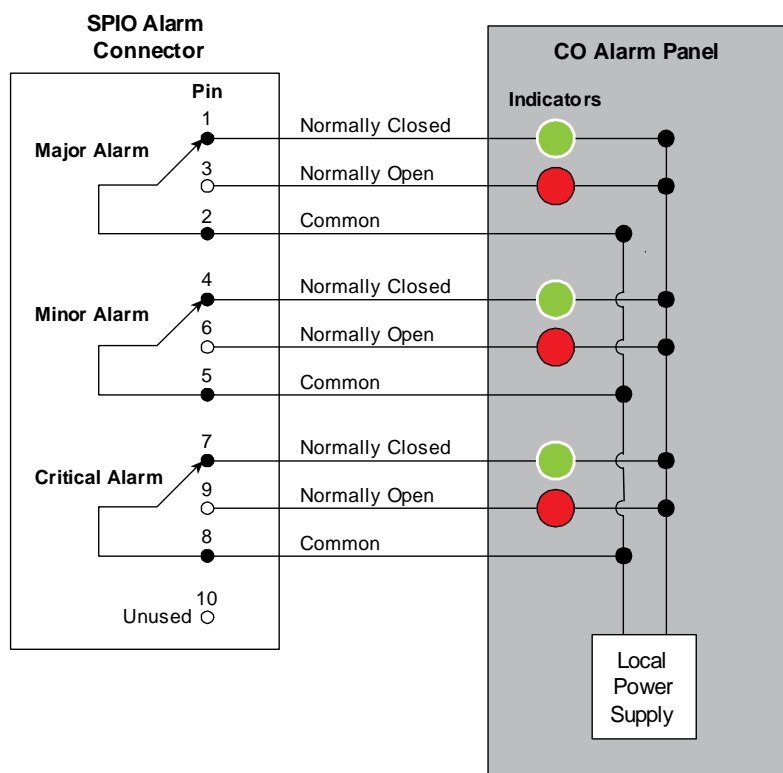 SPIO Alarm
Connector
CO Alarm Panel
Pin
Indicators
1
Normally Closed
Major Alarm
3
Normally Open
2
Common
4
Normally Closed
Minor Alarm
6
Normally Open
5
Common
7
Normally Closed
Critical Alarm
9
Normally Open
8
Common
10
Unused
Local
Power
Supply